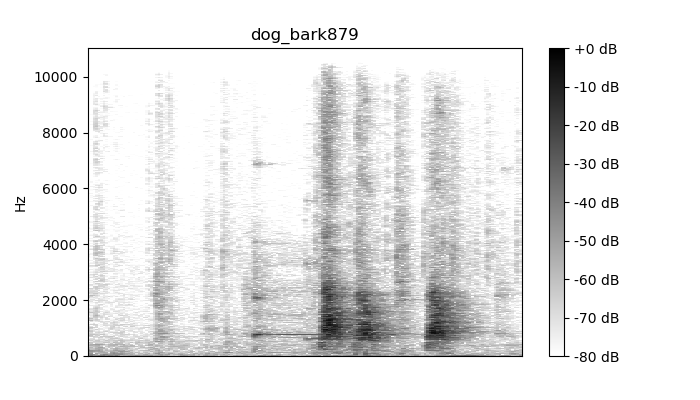 dog_bark879
Hz
10000
8000
6000
4000
2000
0
+0 dB
-10 dB
-20 dB
-30 dB
-40 dB
-50 dB
-60 dB
-70 dB
-80 dB